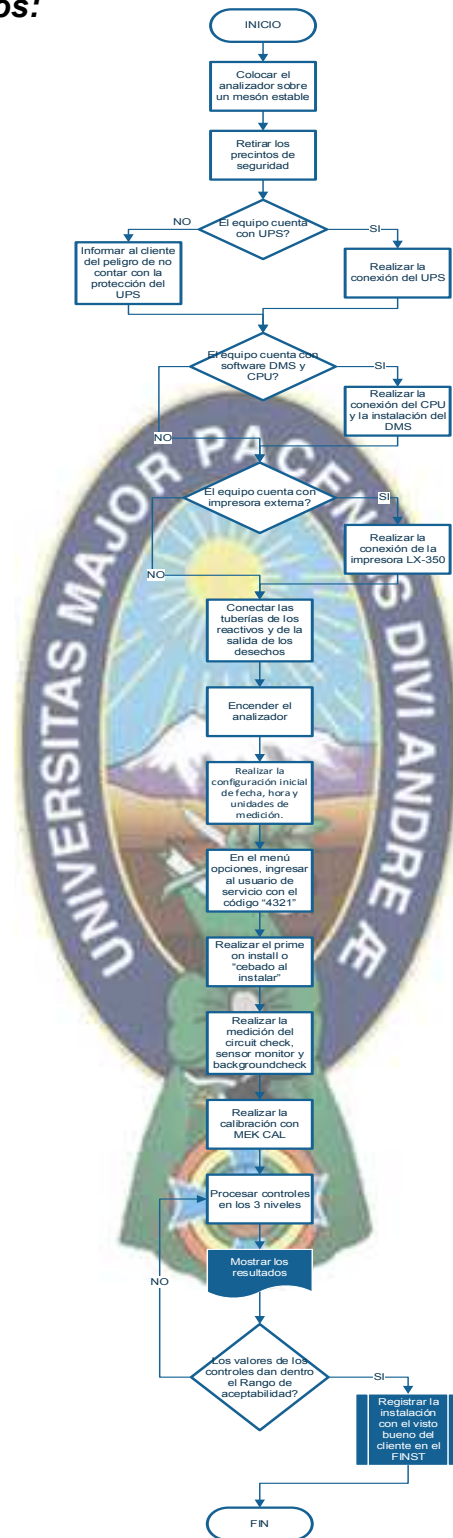 os:
INICIO
Colocar el
analizador sobre
un mesón estable
Retirar los
precintos de
seguridad
El equipo cuenta
con UPS?
NO
SI
Informar al cliente
del peligro de no
contar con la
protección del
UPS
Realizar la
conexión del UPS
El equipo cuenta con
software DMS y
CPU?
SI
NO
Realizar la
conexión del CPU
y la instalación del
DMS
El equipo cuenta con
impresora externa?
SI
NO
Realizar la
conexión de la
impresora LX-350
Conectar las
tuberías de los
reactivos y de la
salida de los
desechos
Encender el
analizador
Realizar la
configuración inicial
de fecha, hora y
unidades de
medición.
En el menú
opciones, ingresar
al usuario de
servicio con el
código “4321”
Realizar el prime
on install o
“cebado al
instalar”
Realizar la
medición del
circuit check,
sensor monitor y
backgroundcheck
Realizar la
calibración con
MEK CAL
Procesar controles
en los 3 niveles
Mostrar los
resultados
NO
Los valores de los
controles dan dentro
el Rango de
aceptabilidad?
SI
Registrar la
instalación
con el visto
bueno del
cliente en el
FINST
FIN
UNIVERSITAS MAJOR PACENSIS DIVI ANDRE Æ